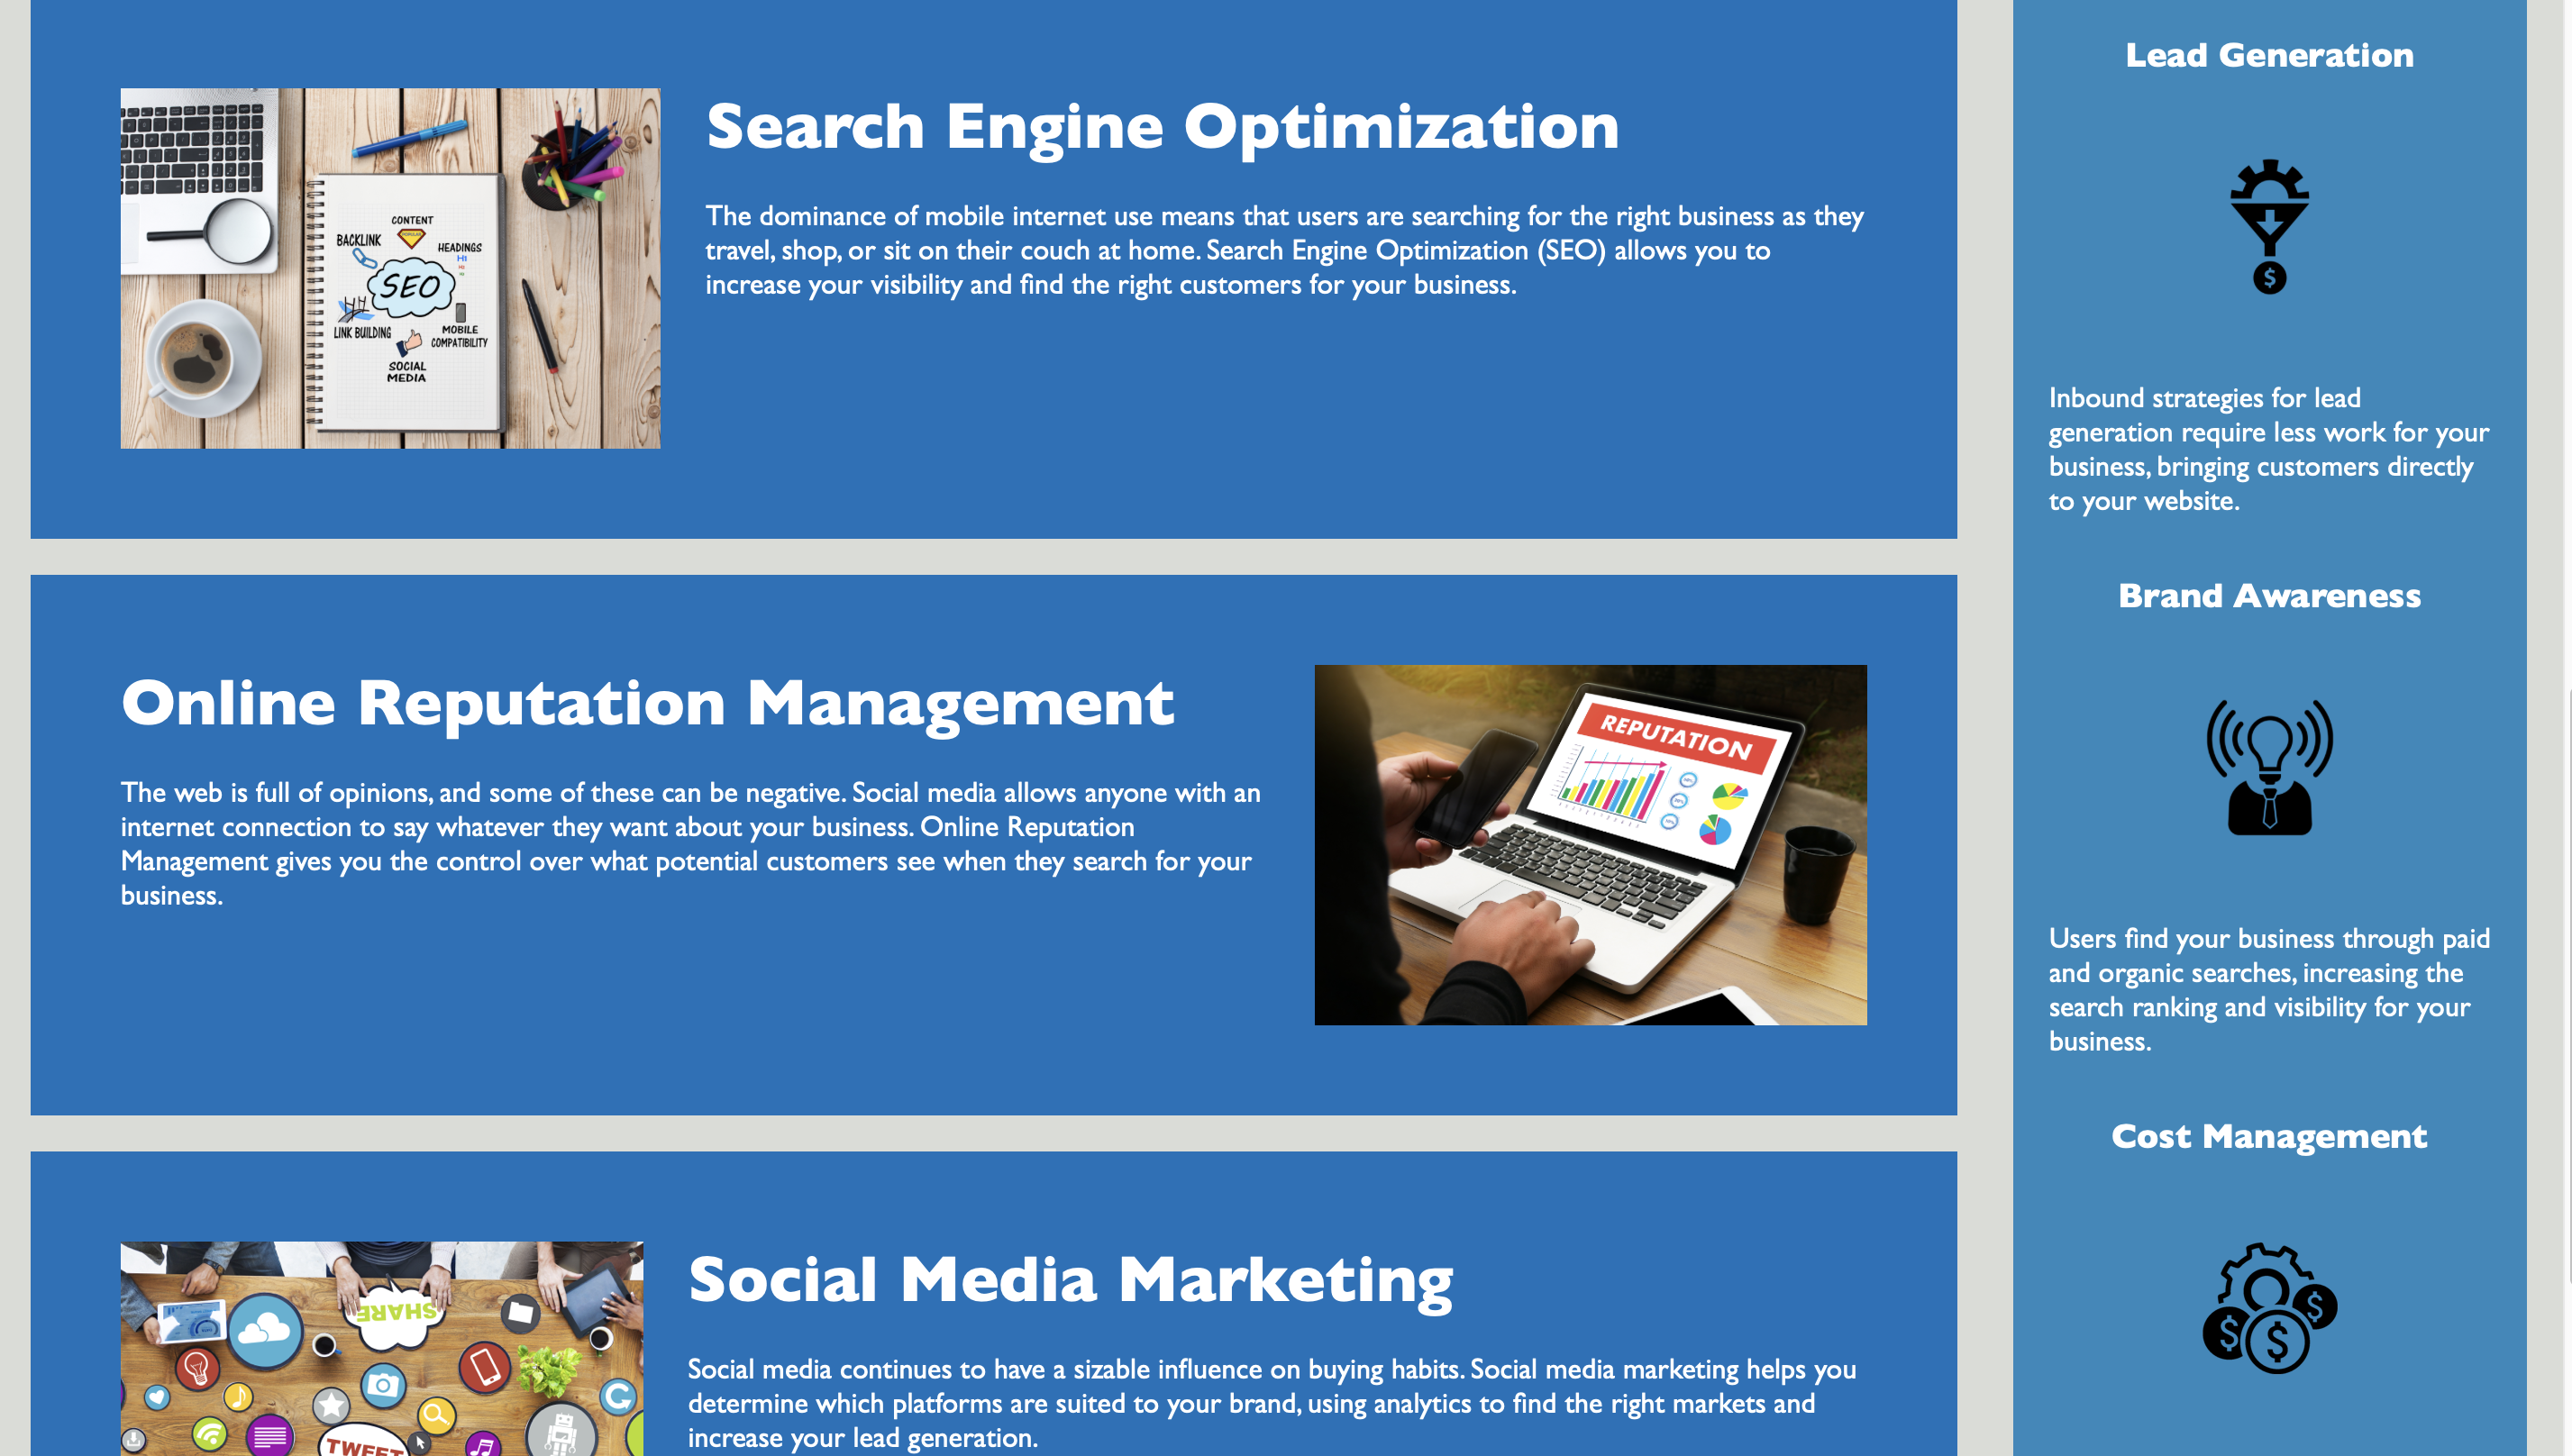 Search Engine Optimization
The dominance of mobile internet use means that users are searching for the right business as they
travel, shop, or sit on their couch at home. Search Engine Optimization (SEO) allows you to
increase your visibility and find the right customers for your business.
CONTENT
BACKLINK
HEADINGS
H1
SEO
LINK BUILDING
MOBILE
COMPATIBILITY
SOCIAL
MEDIA
Online Reputation Management
The web is full of opinions, and some of these can be negative. Social media allows anyone with an
internet connection to say whatever they want about your business. Online Reputation
Management gives you the control over what potential customers see when they search for your
business.
REPUTATION
Social Media Marketing
Social media continues to have a sizable influence on buying habits. Social media marketing helps you
determine which platforms are suited to your brand, using analytics to find the right markets and
increase your lead generation.
SHARE
TWEET
Lead Generation
$
Inbound strategies for lead
generation require less work for your
business, bringing customers directly
to your website.
Brand Awareness
Users find your business through paid
and organic searches, increasing the
search ranking and visibility for your
business.
Cost Management
$
$
$